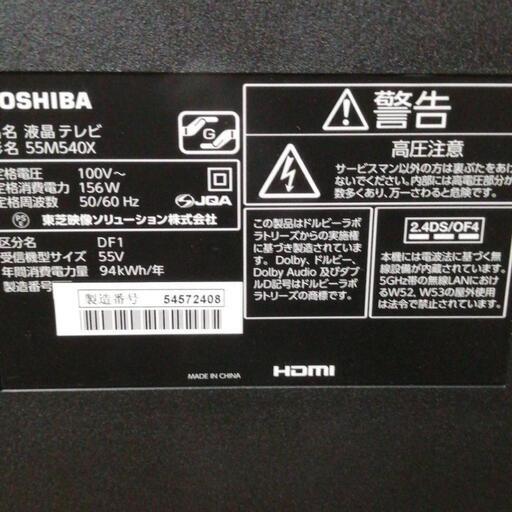 OSHIBA
名 液晶テレビ
名 55M540X
格電圧 100V～
格消費電力 156W
格周波数 50/60 Hz
G
JQA
PS E 東芝映像ソリューション株式会社
区分名 DF1
受信機型サイズ 55V
年間消費電力量 94kWh/年
製造番号
製造番号 54572408
警告
高圧注意
サービスマン以外の方は裏ぶたをあけ
ないでください。内部には高電圧部分が
数多くあり、万一さわると危険です。
この製品はドルビーラボ
ラトリーズからの実施権
に基づき製造されていま
す。Dolby、ドルビー、
Dolby Audio 及びダブ
ルD記号はドルビーラボ
ラトリーズの商標です。
2.4DS/OF4
本機には電波法に基づく無
線設備が内蔵されています。
5GHz帯の無線LANにおけ
るW52、W53の屋外使用
は法令で禁止されています。
MADE IN CHINA
HDMI